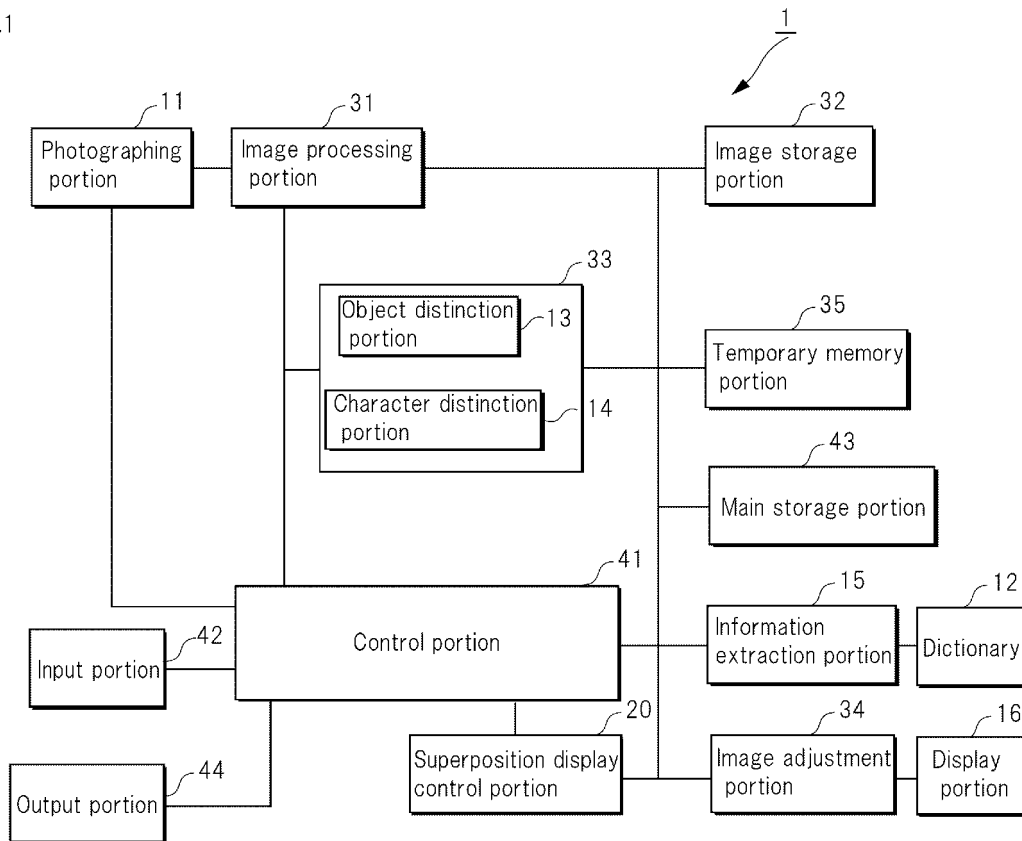 .1
1
11
31
32
Photographing
portion
Image processing
portion
Image storage
portion
33
Object distinction
portion
13
35
Temporary memory
portion
Character distinction
portion
14
43
Main storage portion
41
15
12
42
Control portion
Information
extraction portion
Dictionary
Input portion
20
34
16
44
Superposition display
control portion
Image adjustment
portion
Display
portion
Output portion